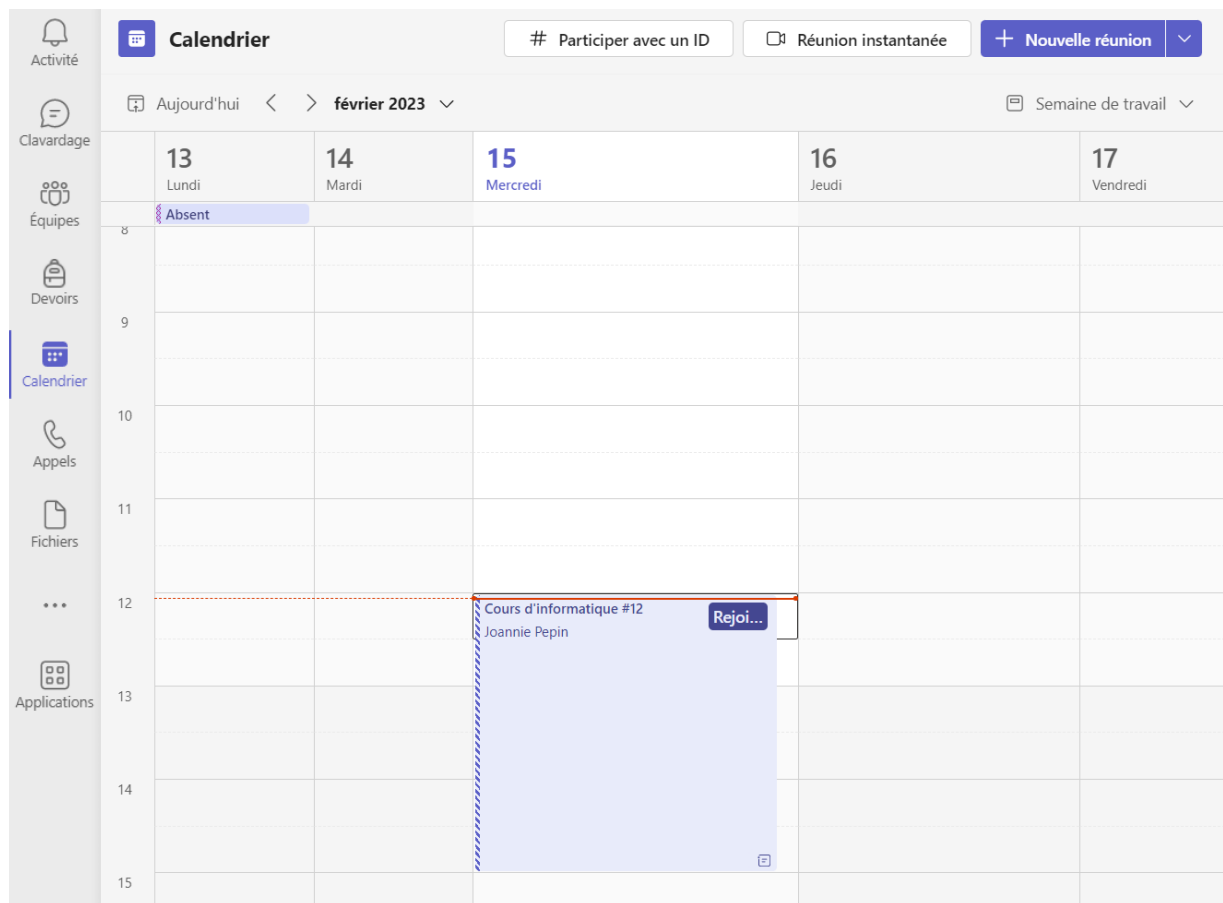 Activité
Clavardage
Équipes
Devoirs
Calendrier
Appels
Fichiers
Applications
Calendrier
# Participer avec un ID
Réunion instantanée
+ Nouvelle réunion
Aujourd'hui
février 2023
Semaine de travail
13
Lundi
14
Mardi
15
Mercredi
16
Jeudi
17
Vendredi
Absent
8
9
10
11
12
Cours d'informatique #12
Rejoi...
Joannie Pepin
13
14
15